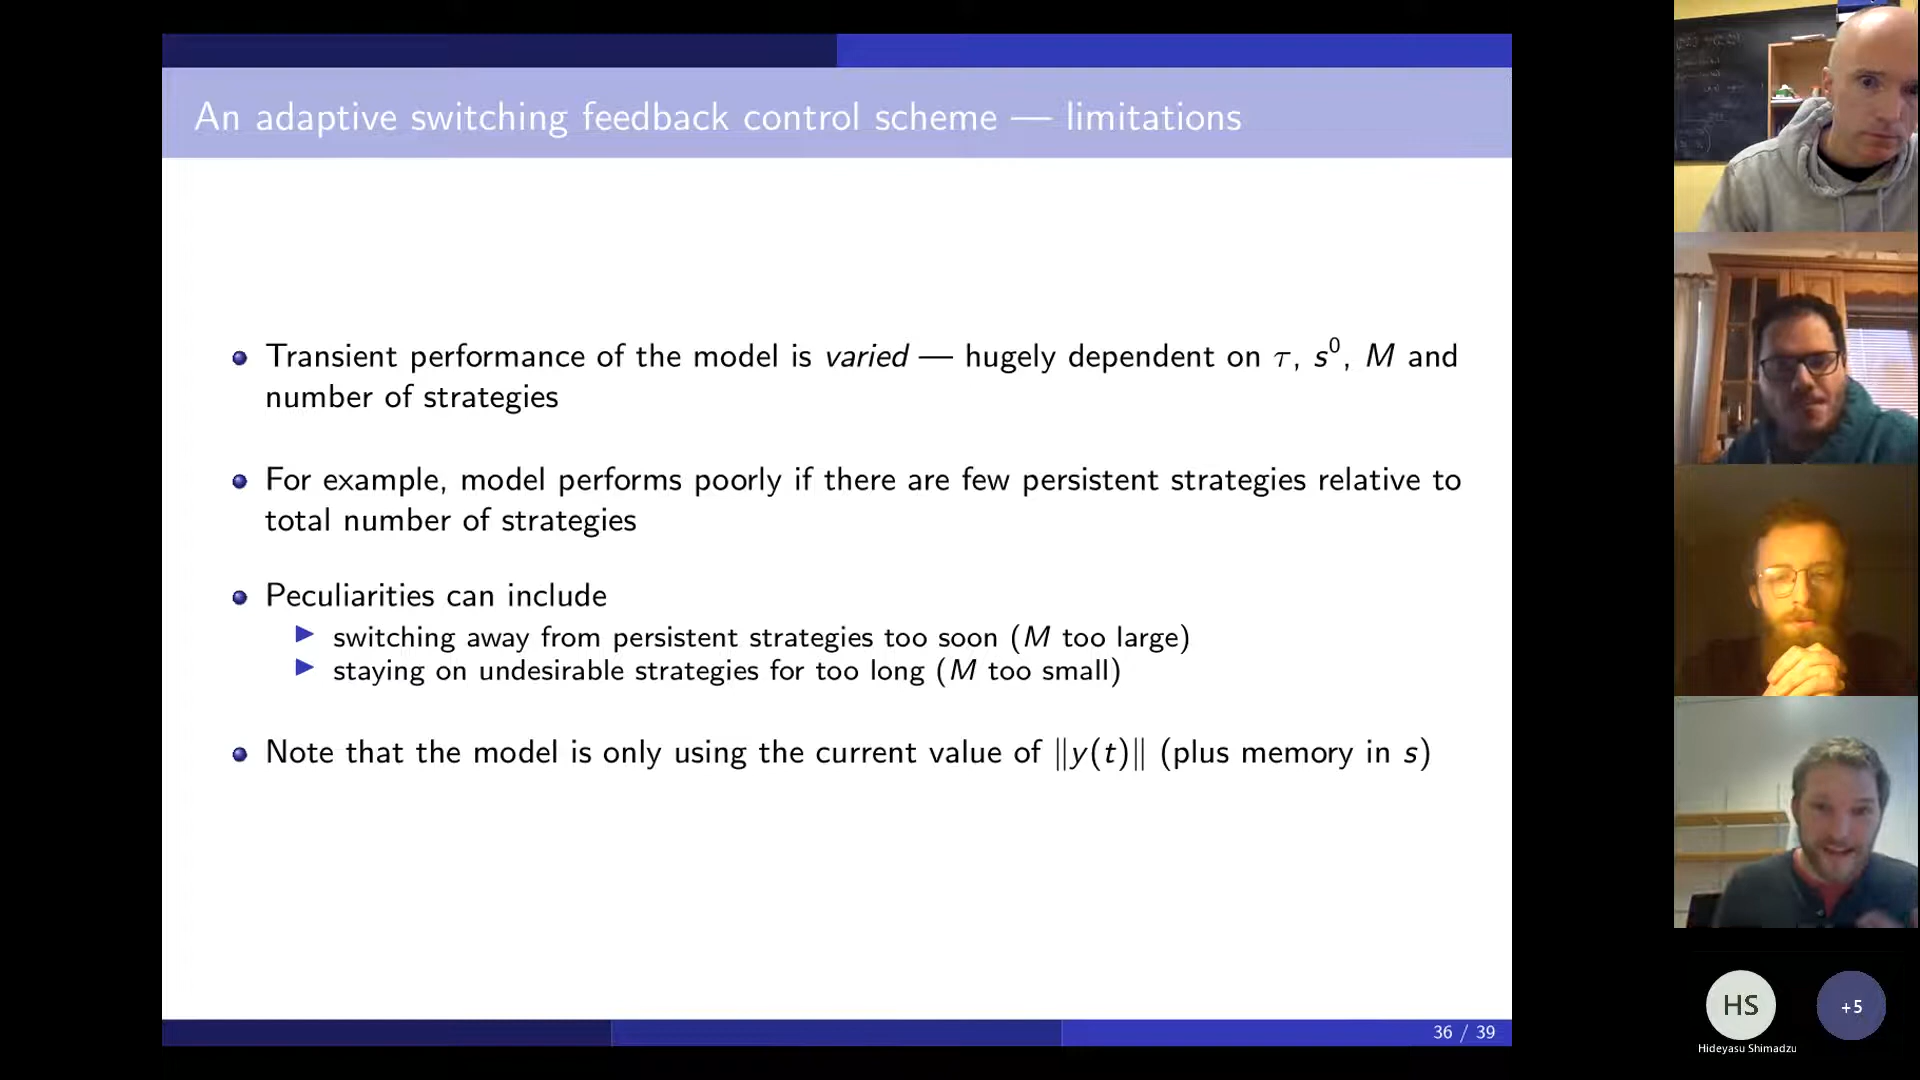 An adaptive switching feedback control scheme — limitations
Transient performance of the model is varied — hugely dependent on τ, s⁰, M and
number of strategies
For example, model performs poorly if there are few persistent strategies relative to
total number of strategies
Peculiarities can include
switching away from persistent strategies too soon (M too large)
staying on undesirable strategies for too long (M too small)
Note that the model is only using the current value of ‖y(t)‖ (plus memory in s)
36 / 39
HS
+5
Hideyasu Shimadzu